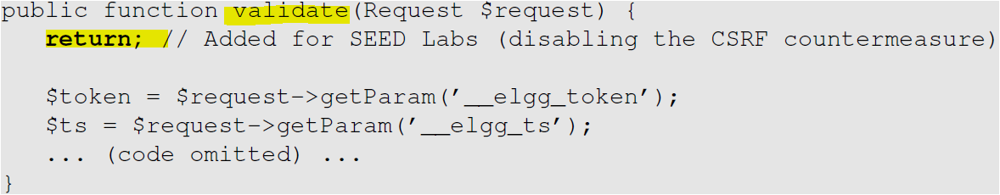 public function validate(Request $request) {
return; // Added for SEED Labs (disabling the CSRF countermeasure)
$token = $request->getParam(’__elgg_token’);
$ts = $request->getParam(’__elgg_ts’);
... (code omitted) ...
}